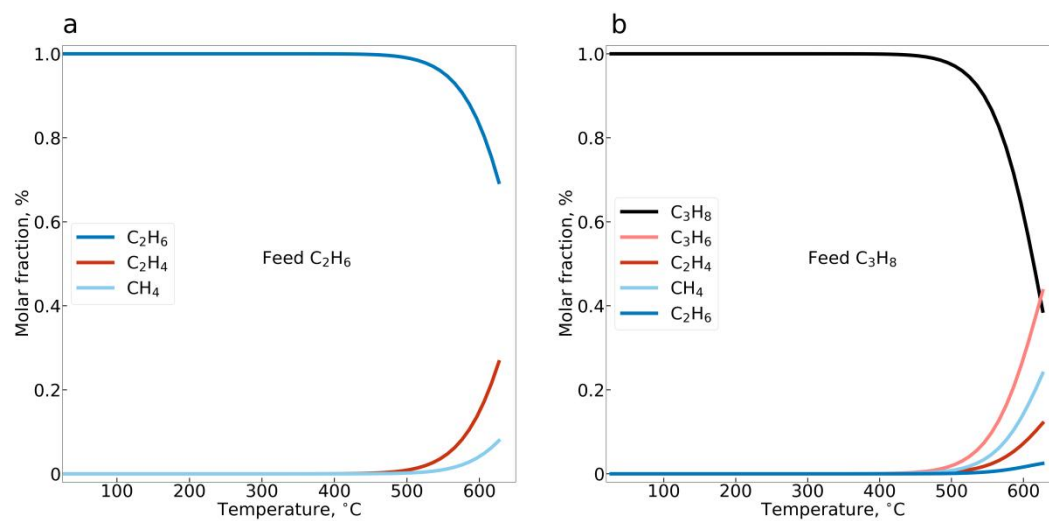 a
1.0
0.8
0.6
0.4
0.2
0
Molar fraction, %
C₂H₆
C₂H₄
CH₄
Feed C₂H₆
100 200 300 400 500 600
Temperature, °C
b
1.0
0.8
0.6
0.4
0.2
0
Molar fraction, %
C₃H₈
C₃H₆
C₂H₄
CH₄
C₂H₆
Feed C₃H₈
100 200 300 400 500 600
Temperature, °C